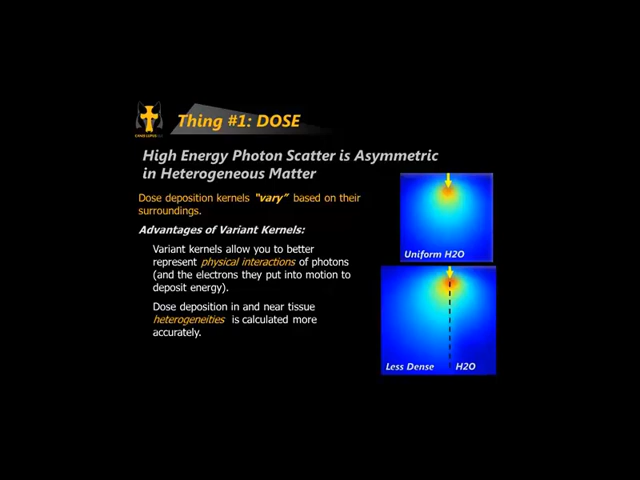 CANIS LUPUS LLC
Thing #1: DOSE
High Energy Photon Scatter is Asymmetric
in Heterogeneous Matter
Dose deposition kernels "vary" based on their
surroundings.
Advantages of Variant Kernels:
Variant kernels allow you to better
represent physical interactions of photons
(and the electrons they put into motion to
deposit energy).
Dose deposition in and near tissue
heterogeneities is calculated more
accurately.
Uniform H2O
Less Dense H2O